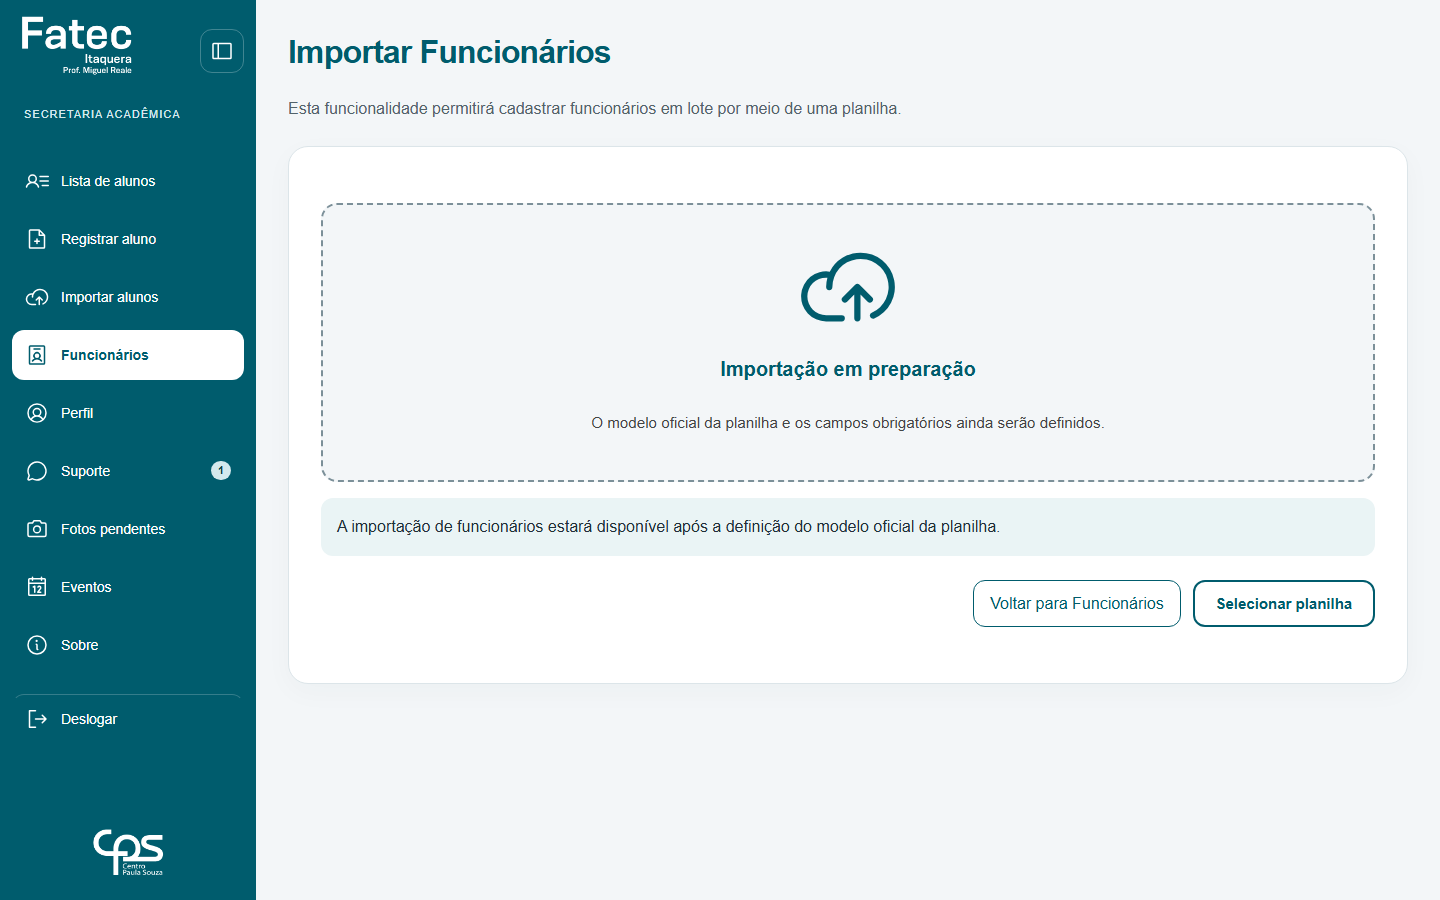 Fatec
Itaquera
Prof. Miguel Reale
SECRETARIA ACADÊMICA
Lista de alunos
Registrar aluno
Importar alunos
Funcionários
Perfil
Suporte 1
Fotos pendentes
12 Eventos
Sobre
Deslogar
cps
Centro
Paula Souza
Importar Funcionários
Esta funcionalidade permitirá cadastrar funcionários em lote por meio de uma planilha.
Importação em preparação
O modelo oficial da planilha e os campos obrigatórios ainda serão definidos.
A importação de funcionários estará disponível após a definição do modelo oficial da planilha.
Voltar para Funcionários
Selecionar planilha